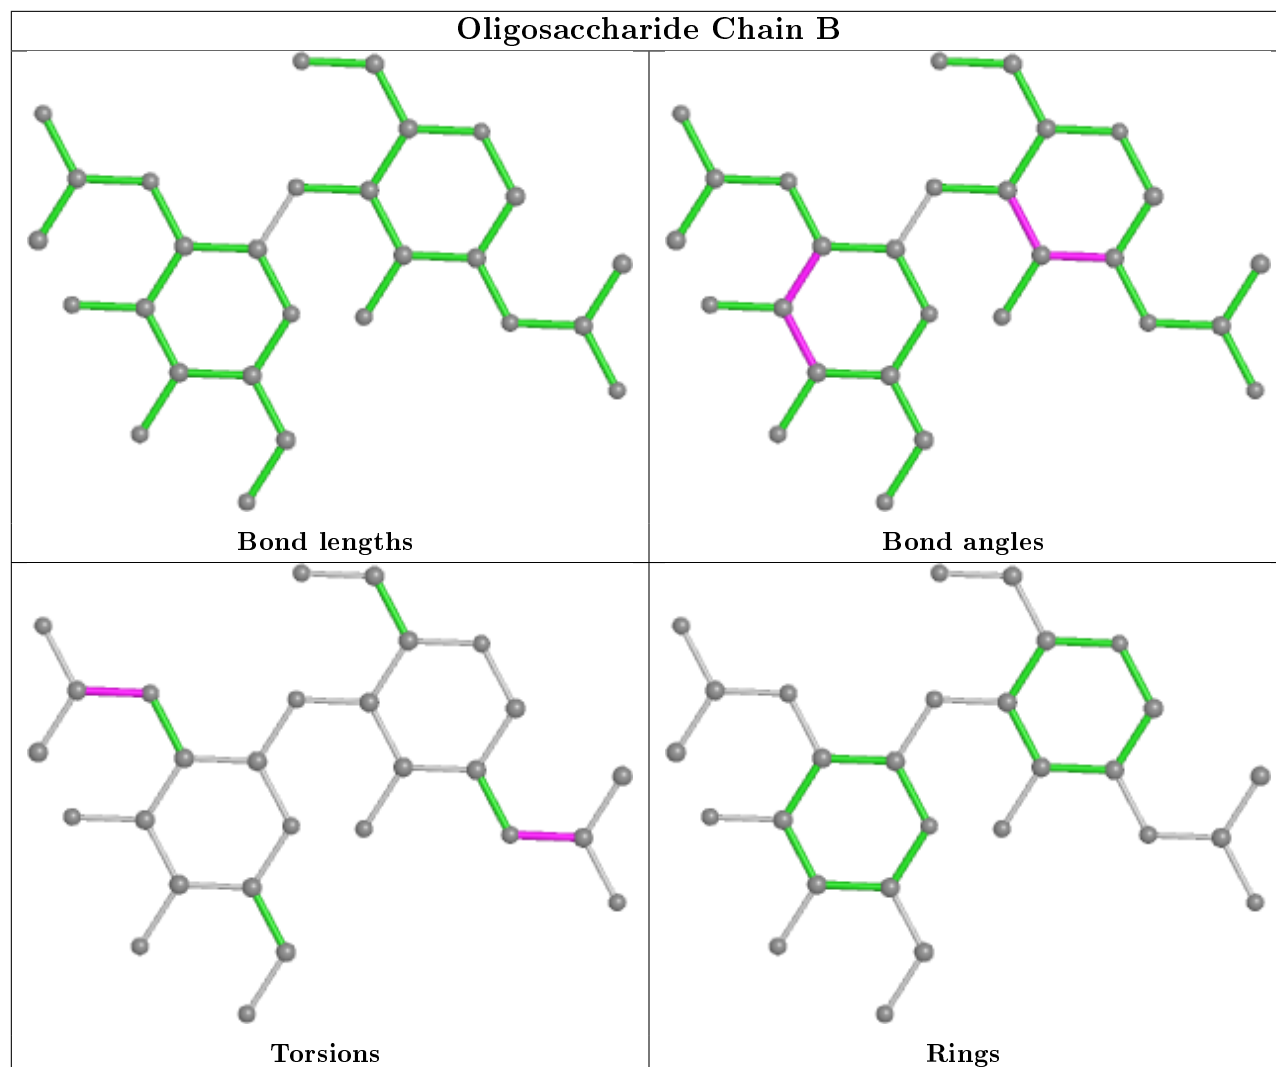 Oligosaccharide Chain B
Bond lengths
Bond angles
Torsions
Rings